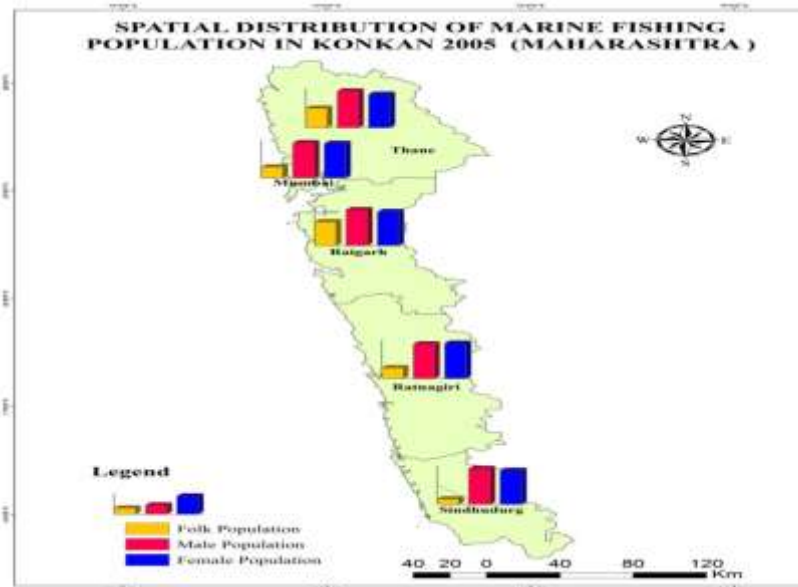 SPATIAL DISTRIBUTION OF MARINE FISHING
POPULATION IN KONKAN 2005 (MAHARASHTRA )
N
W E
S
Thane
Mumbai
Raigarh
Ratnagiri
Sindhudurg
Legend
Folk Population
Male Population
Female Population
40 20 0 40 80 120
Km